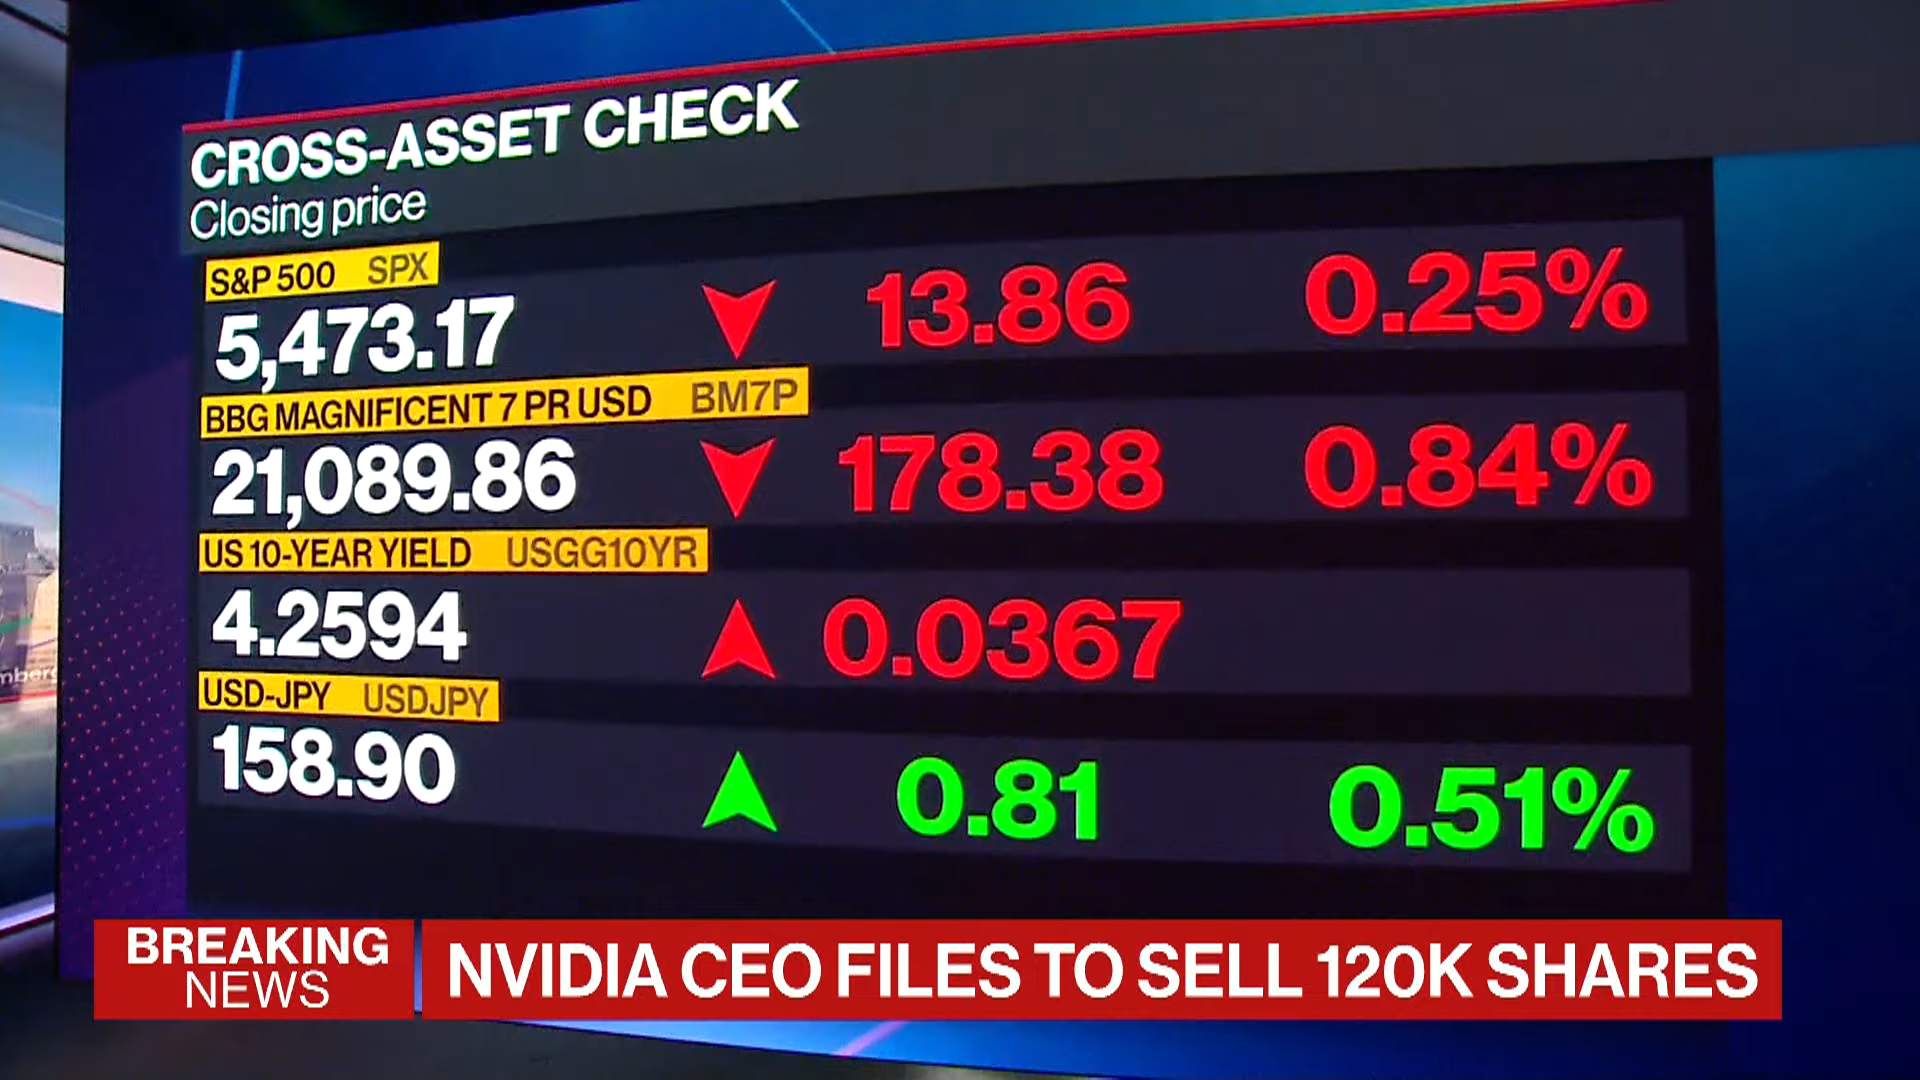 CROSS-ASSET CHECK
Closing price
S&P 500 SPX
5,473.17 13.86 0.25%
BBG MAGNIFICENT 7 PR USD BM7P
21,089.86 178.38 0.84%
US 10-YEAR YIELD USGG10YR
4.2594 0.0367
USD-JPY USDJPY
158.90 0.81 0.51%
BREAKING
NEWS
NVIDIA CEO FILES TO SELL 120K SHARES